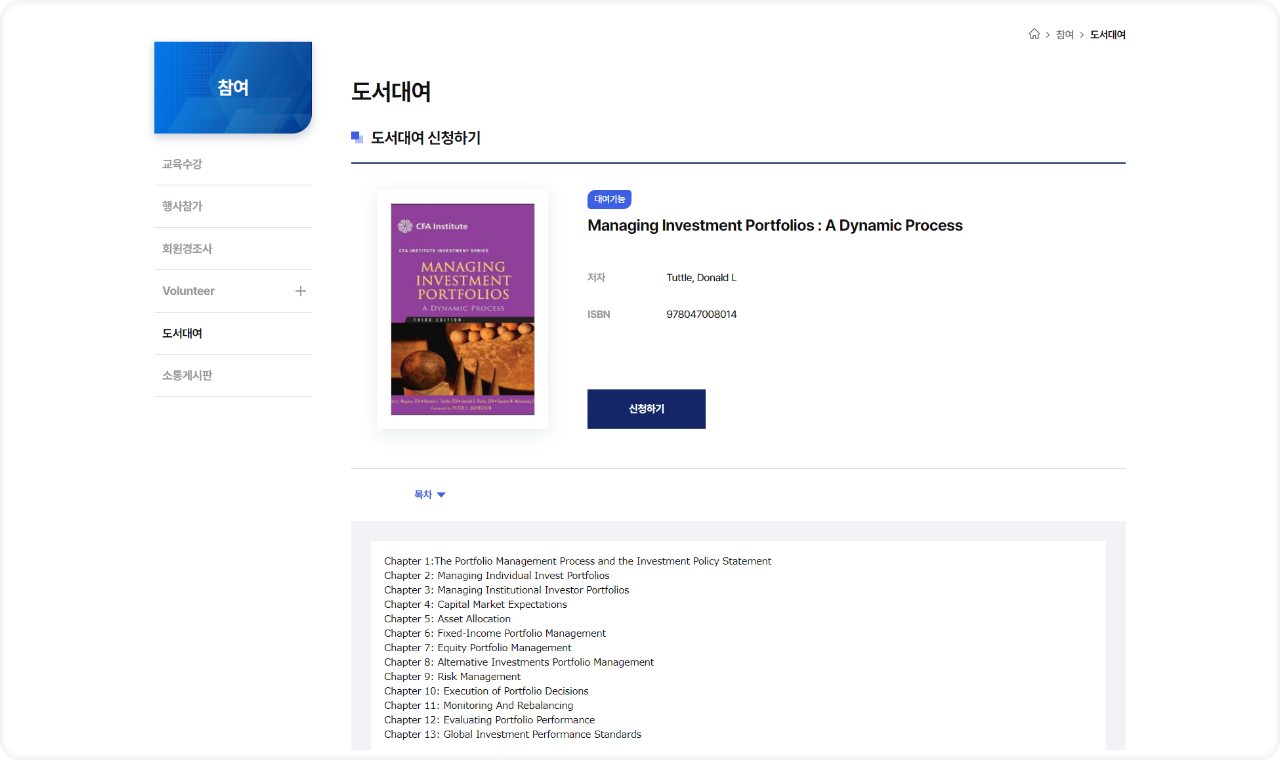 참여 > 도서대여
참여
교육수강
행사참가
회원경조사
Volunteer
도서대여
소통게시판
도서대여
도서대여 신청하기
CFA Institute
CFA INSTITUTE INVESTMENT SERIES
MANAGING
INVESTMENT
PORTFOLIOS
A DYNAMIC PROCESS
THIRD EDITION
Foreword by PETER L. BERNSTEIN
대여가능
Managing Investment Portfolios : A Dynamic Process
저자 Tuttle, Donald L
ISBN 978047008014
신청하기
목차
Chapter 1:The Portfolio Management Process and the Investment Policy Statement
Chapter 2: Managing Individual Invest Portfolios
Chapter 3: Managing Institutional Investor Portfolios
Chapter 4: Capital Market Expectations
Chapter 5: Asset Allocation
Chapter 6: Fixed-Income Portfolio Management
Chapter 7: Equity Portfolio Management
Chapter 8: Alternative Investments Portfolio Management
Chapter 9: Risk Management
Chapter 10: Execution of Portfolio Decisions
Chapter 11: Monitoring And Rebalancing
Chapter 12: Evaluating Portfolio Performance
Chapter 13: Global Investment Performance Standards